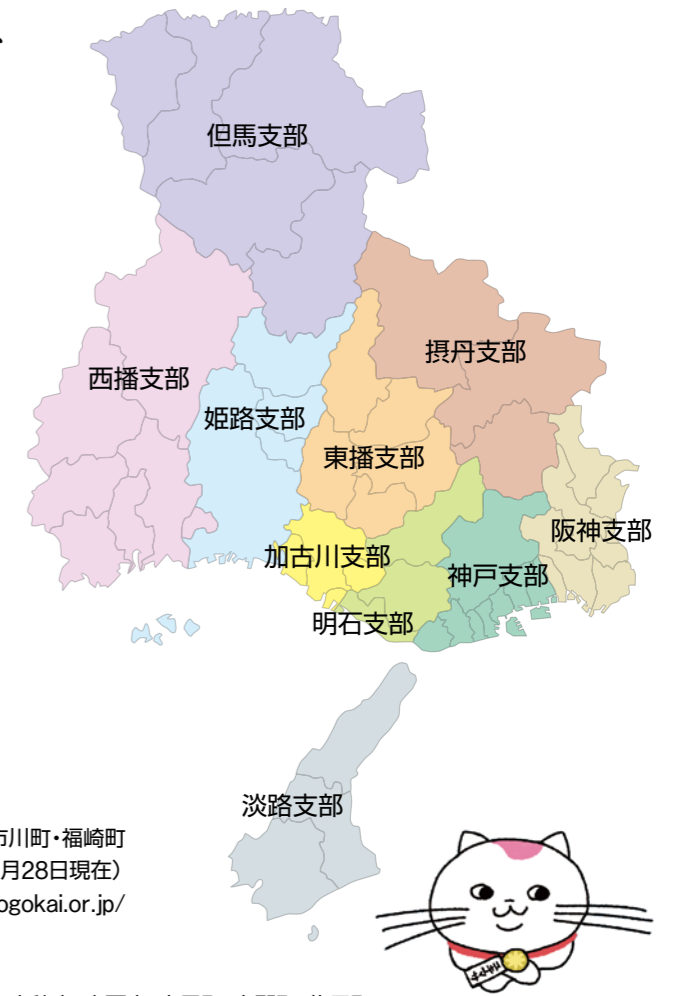 但馬支部
摂丹支部
西播支部
姫路支部
東播支部
阪神支部
加古川支部
神戸支部
明石支部
淡路支部
市川町・福崎町
月28日現在）
ogokai.or.jp/